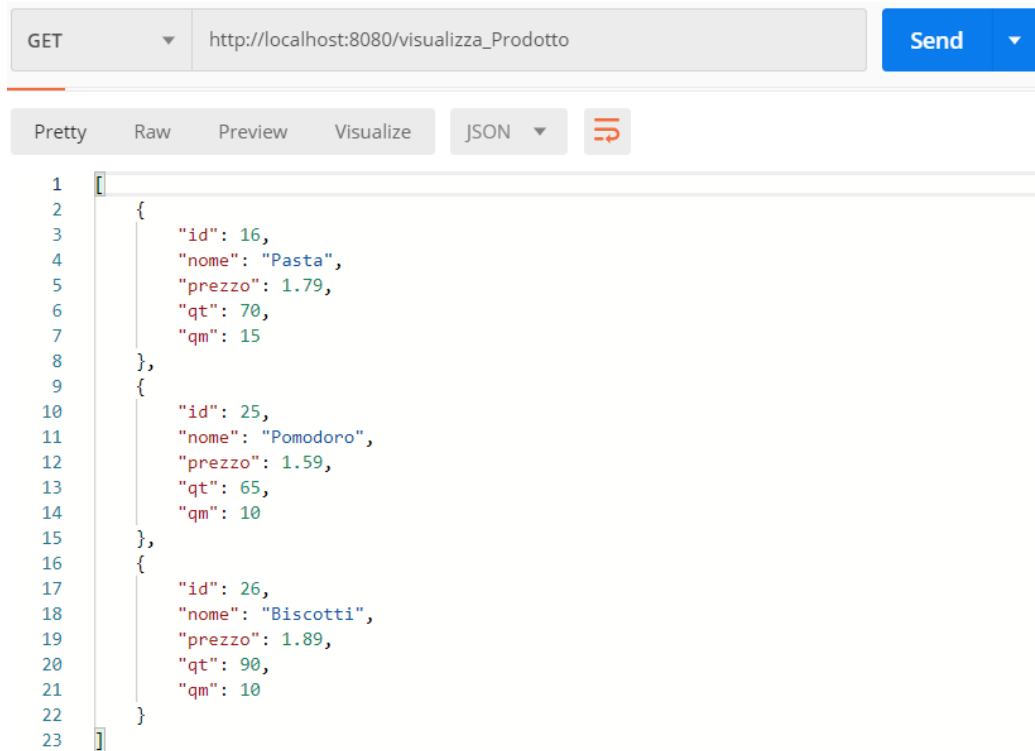 GET http://localhost:8080/visualizza_Prodotto Send
Pretty Raw Preview Visualize JSON
1 [
2 {
3 "id": 16,
4 "nome": "Pasta",
5 "prezzo": 1.79,
6 "qt": 70,
7 "qm": 15
8 },
9 {
10 "id": 25,
11 "nome": "Pomodoro",
12 "prezzo": 1.59,
13 "qt": 65,
14 "qm": 10
15 },
16 {
17 "id": 26,
18 "nome": "Biscotti",
19 "prezzo": 1.89,
20 "qt": 90,
21 "qm": 10
22 }
23 ]